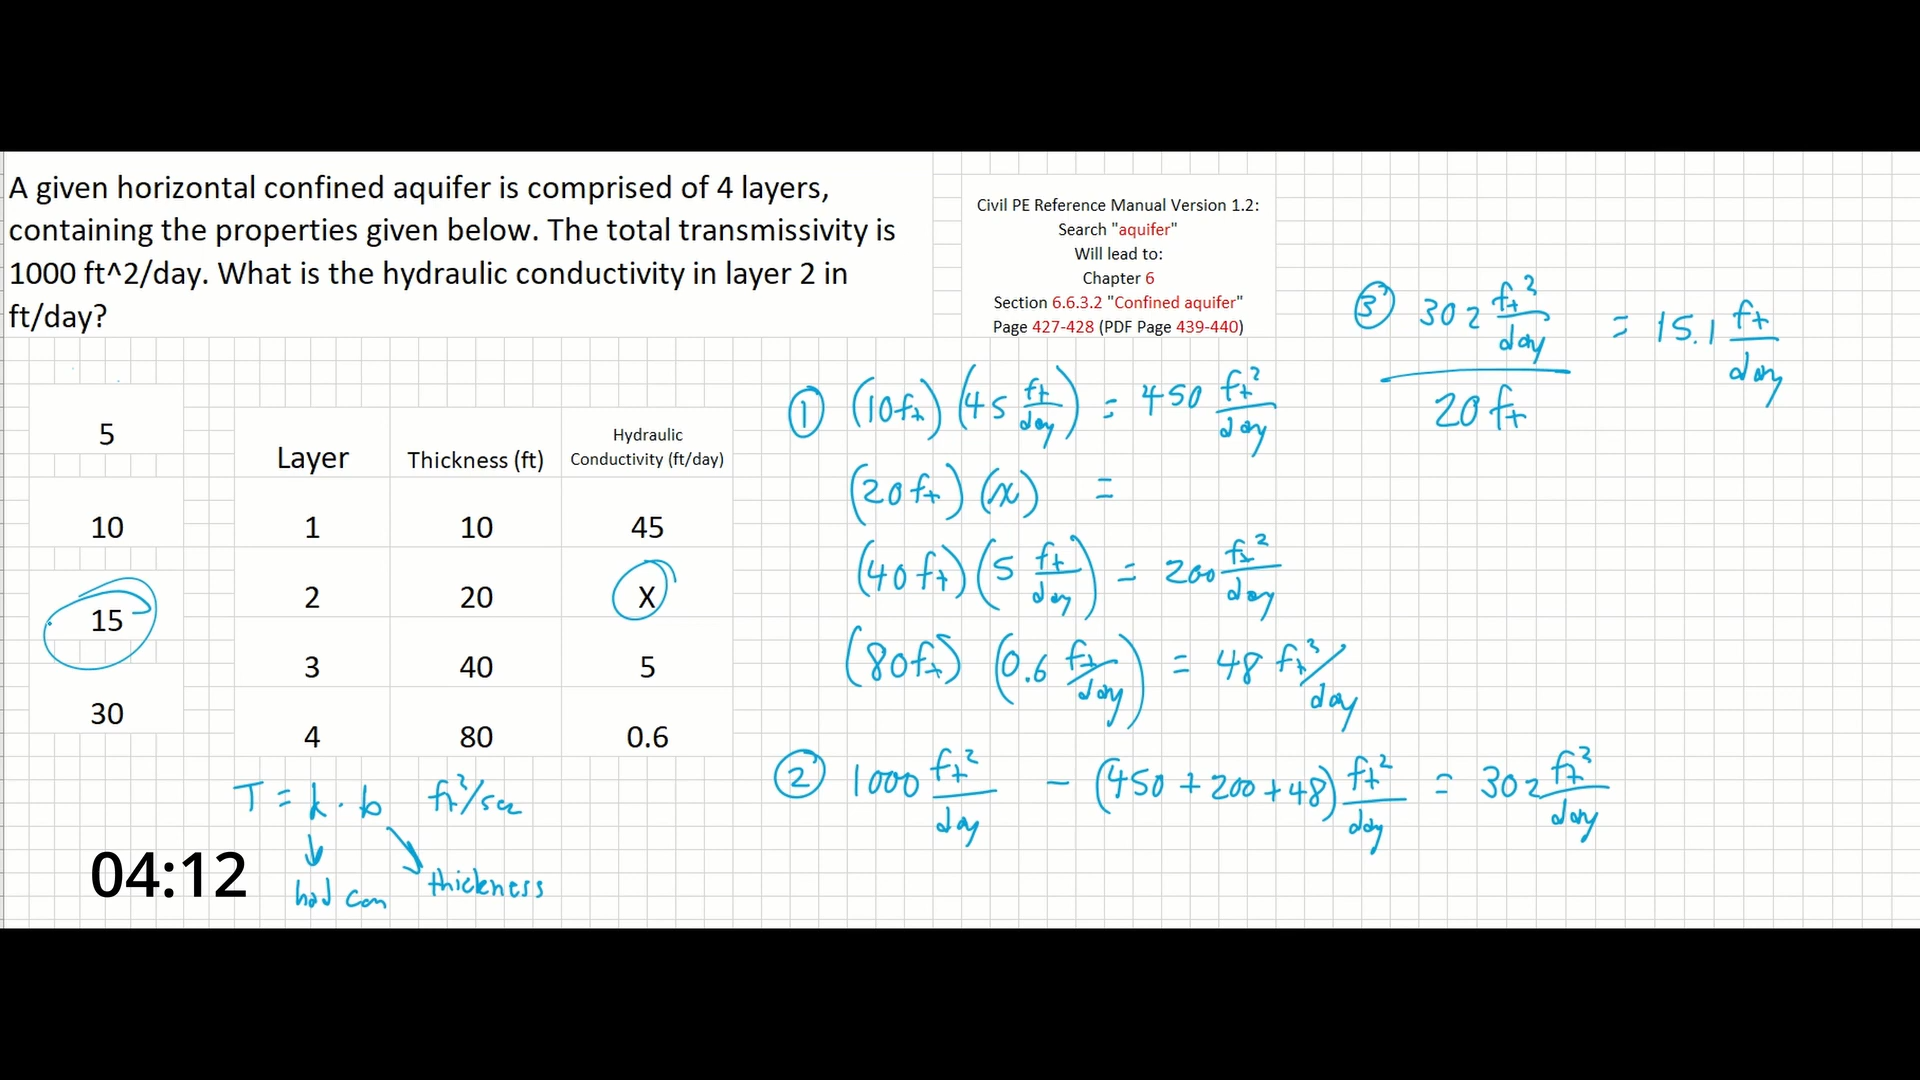 A given horizontal confined aquifer is comprised of 4 layers,
containing the properties given below. The total transmissivity is
1000 ft^2/day. What is the hydraulic conductivity in layer 2 in
ft/day?
Civil PE Reference Manual Version 1.2:
Search "aquifer"
Will lead to:
Chapter 6
Section 6.6.3.2 "Confined aquifer"
Page 427-428 (PDF Page 439-440)
5
10
15
30
Layer Thickness (ft) Hydraulic Conductivity (ft/day)
1 10 45
2 20 X
3 40 5
4 80 0.6
T = k · b ft²/sec
hyd con
thickness
04:12
① (10ft) (45 ft/day) = 450 ft²/day
(20ft) (x) =
(40ft) (5 ft/day) = 200 ft²/day
(80ft) (0.6 ft/day) = 48 ft²/day
② 1000 ft²/day - (450 + 200 + 48) ft²/day = 302 ft²/day
③ 302 ft²/day / 20ft = 15.1 ft/day